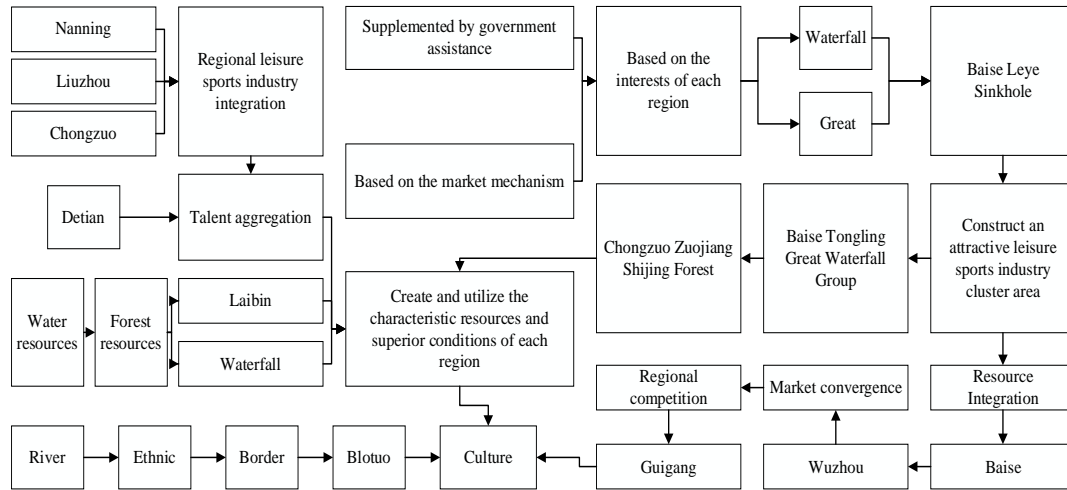 Nanning
Liuzhou
Chongzuo
Regional leisure
sports industry
integration
Supplemented by government
assistance
Based on the market mechanism
Based on the
interests of each
region
Waterfall
Great
Baise Leye
Sinkhole
Detian
Talent aggregation
Chongzuo Zuojiang
Shijing Forest
Baise Tongling
Great Waterfall
Group
Construct an
attractive leisure
sports industry
cluster area
Water
resources
Forest
resources
Laibin
Waterfall
Create and utilize the
characteristic resources and
superior conditions of each
region
Regional
competition
Market convergence
Resource
Integration
River
Ethnic
Border
Blotuo
Culture
Guigang
Wuzhou
Baise